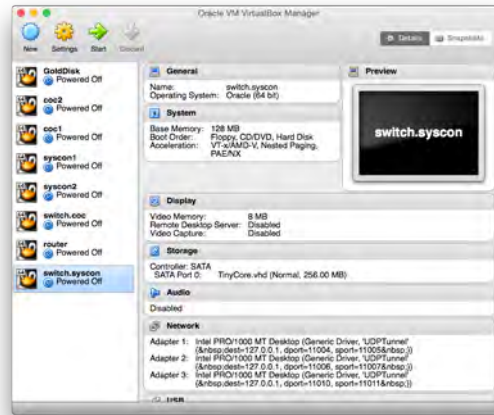 Oracle VM VirtualBox Manager
New
Settings
Start
Discard
Details
Snapshots
GoldDisk
Powered Off
coc2
Powered Off
coc1
Powered Off
syscon1
Powered Off
syscon2
Powered Off
switch.coc
Powered Off
router
Powered Off
switch.syscon
Powered Off
General
Name: switch.syscon
Operating System: Oracle (64 bit)
System
Base Memory: 128 MB
Boot Order: Floppy, CD/DVD, Hard Disk
Acceleration: VT-x/AMD-V, Nested Paging,
PAE/NX
Preview
switch.syscon
Display
Video Memory: 8 MB
Remote Desktop Server: Disabled
Video Capture: Disabled
Storage
Controller: SATA
SATA Port 0: TinyCore.vhd (Normal, 256.00 MB)
Audio
Disabled
Network
Adapter 1: Intel PRO/1000 MT Desktop (Generic Driver, 'UDPTunnel'
{&nbsp;dest=127.0.0.1, dport=11004, sport=11005&nbsp;})
Adapter 2: Intel PRO/1000 MT Desktop (Generic Driver, 'UDPTunnel'
{&nbsp;dest=127.0.0.1, dport=11006, sport=11007&nbsp;})
Adapter 3: Intel PRO/1000 MT Desktop (Generic Driver, 'UDPTunnel'
{&nbsp;dest=127.0.0.1, dport=11010, sport=11011&nbsp;})
USB